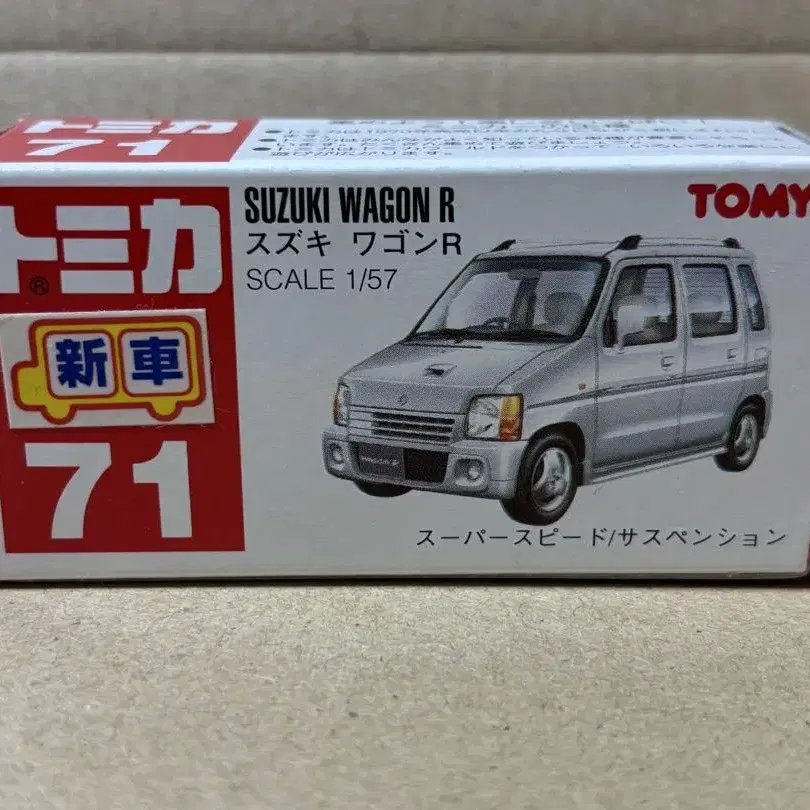 トミカ
71
トミカ®
新車
71
SUZUKI WAGON R
スズキ ワゴンR
SCALE 1/57
TOMY
WAGON R
スーパースピード/サスペンション